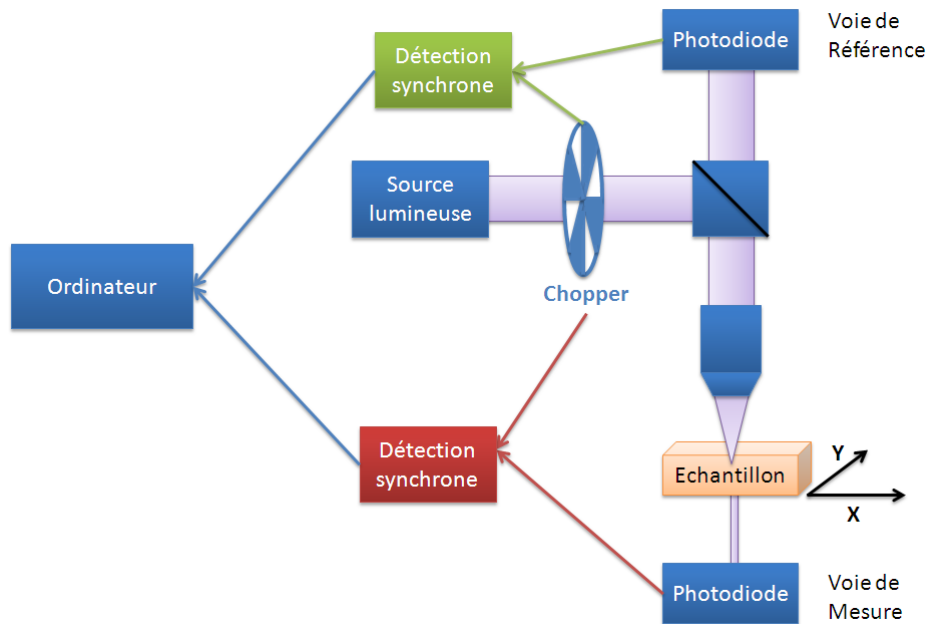 Photodiode
Voie de
Référence
Détection
synchrone
Source
lumineuse
Ordinateur
Chopper
Détection
synchrone
Echantillon
Y
X
Photodiode
Voie de
Mesure